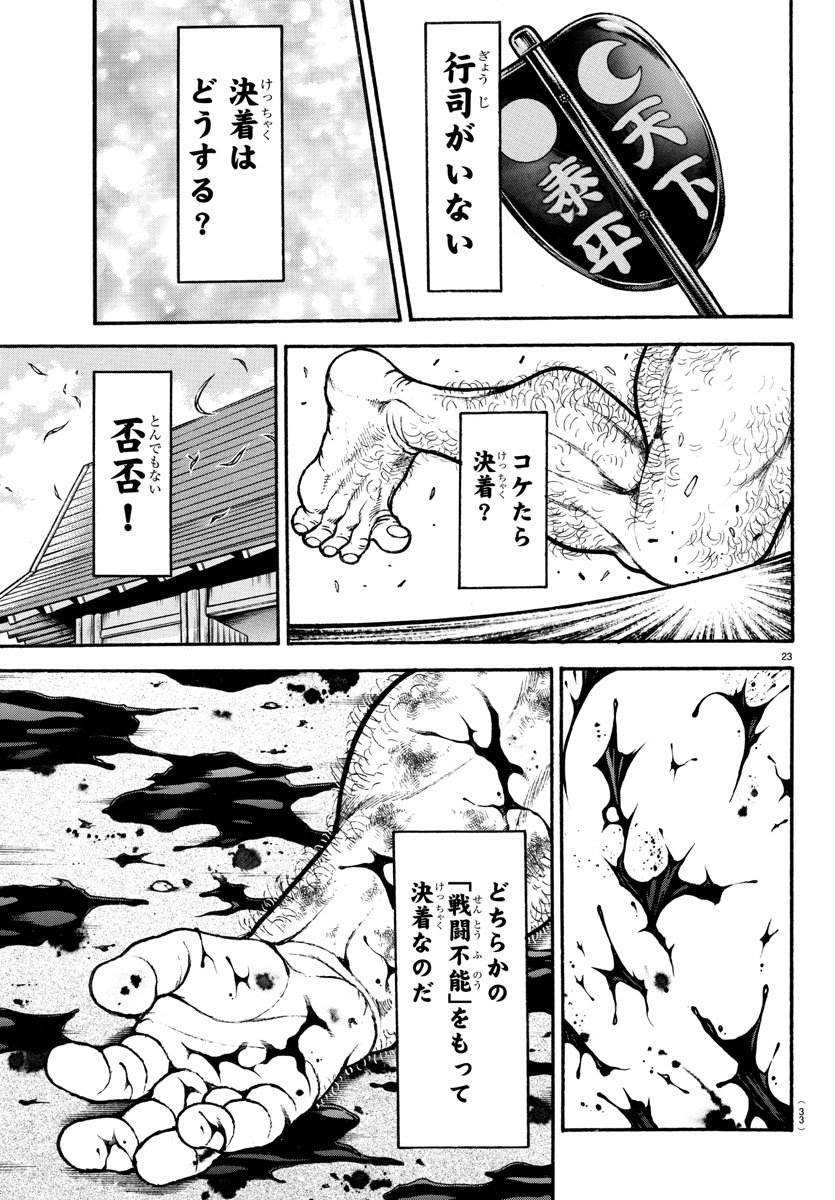 天下
泰平
行司がいない
決着は
どうする?
コケたら
決着?
否否!
23
どちらかの
「戦闘不能」をもって
決着なのだ
(33)